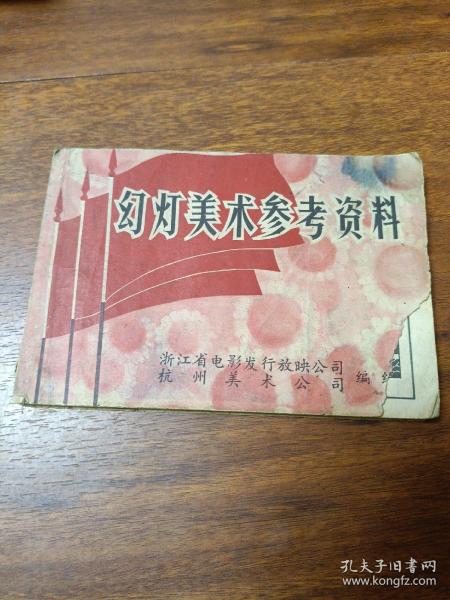 幻灯美术参考资料
浙江省电影发行放映公司
杭州美术公司 编
孔夫子旧书网
www.kongfz.com